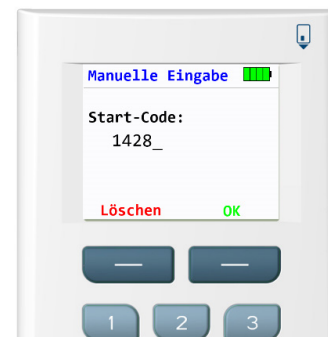 Manuelle Eingabe
Start-Code:
1428_
Löschen OK
1 2 3